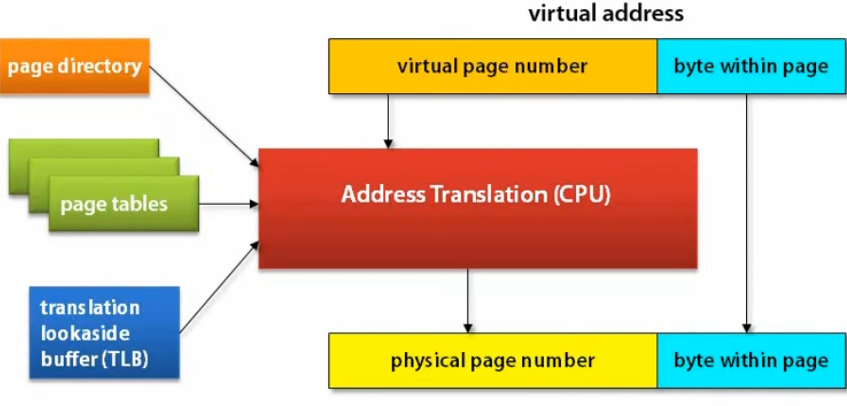 virtual address
page directory
virtual page number
byte within page
page tables
Address Translation (CPU)
translation
lookaside
buffer (TLB)
physical page number
byte within page